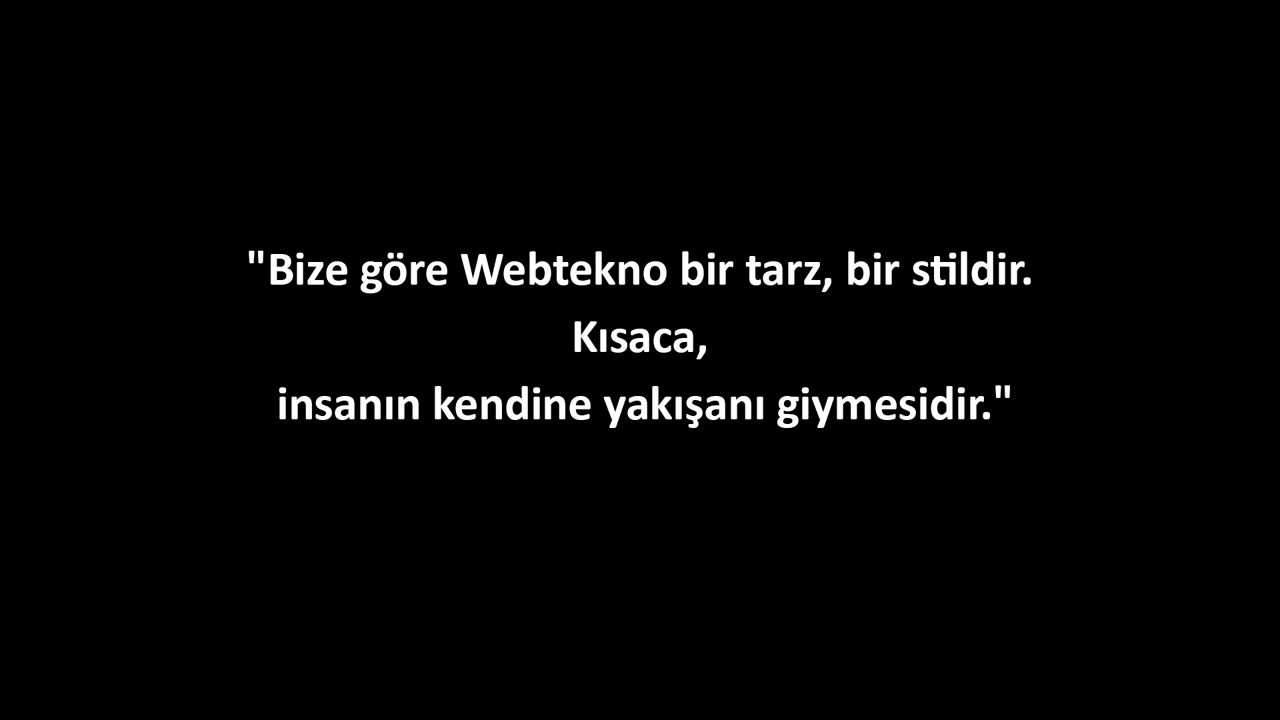 "Bize göre Webtekno bir tarz, bir stildir.
Kısaca,
insanın kendine yakışanı giymesidir."